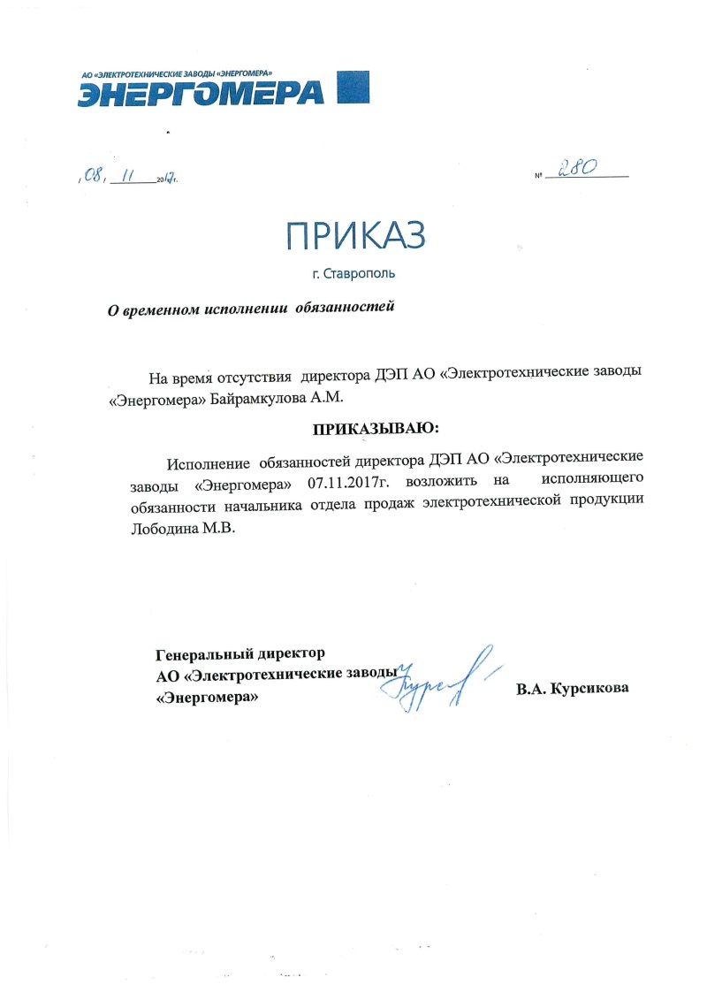 АО «ЭЛЕКТРОТЕХНИЧЕСКИЕ ЗАВОДЫ «ЭНЕРГОМЕРА»
ЭНЕРГОМЕРА
, 08 , 11 2017г.
№ 280
ПРИКАЗ
г. Ставрополь
О временном исполнении обязанностей
На время отсутствия директора ДЭП АО «Электротехнические заводы
«Энергомера» Байрамкулова А.М.
ПРИКАЗЫВАЮ:
Исполнение обязанностей директора ДЭП АО «Электротехнические
заводы «Энергомера» 07.11.2017г. возложить на исполняющего
обязанности начальника отдела продаж электротехнической продукции
Лободина М.В.
Генеральный директор
АО «Электротехнические заводы
«Энергомера»
В.А. Курсикова